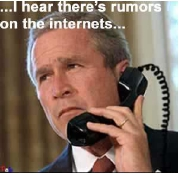 ...I hear there's rumors
on the internets...